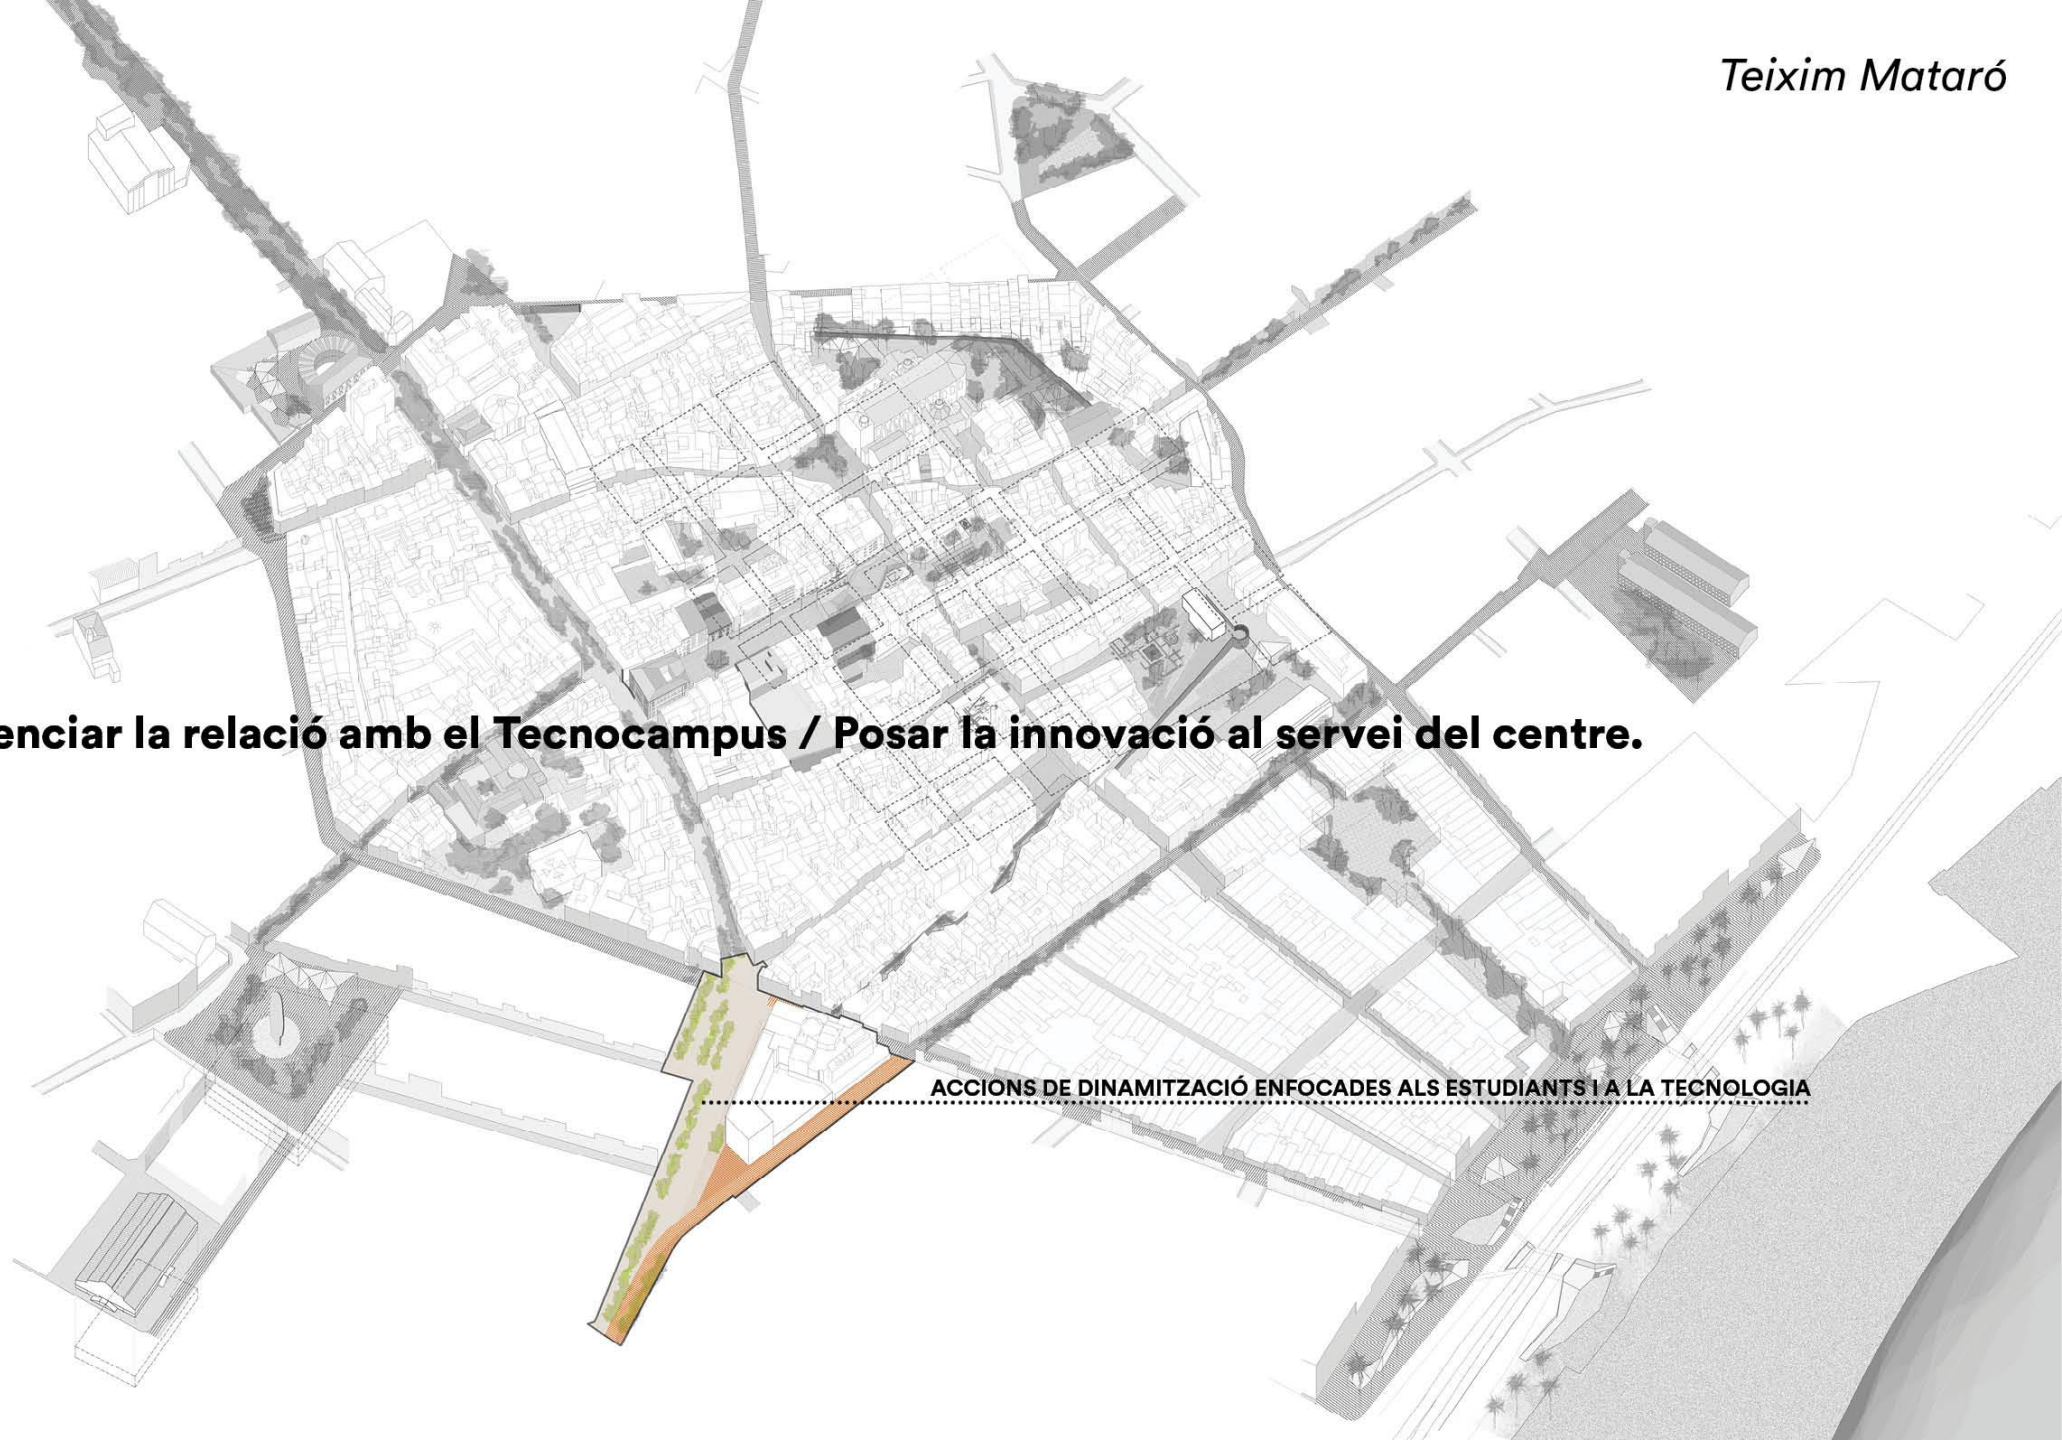 Teixim Mataró
enciar la relació amb el Tecnocampus / Posar la innovació al servei del centre.
ACCIONS DE DINAMITZACIÓ ENFOCADES ALS ESTUDIANTS I A LA TECNOLOGIA